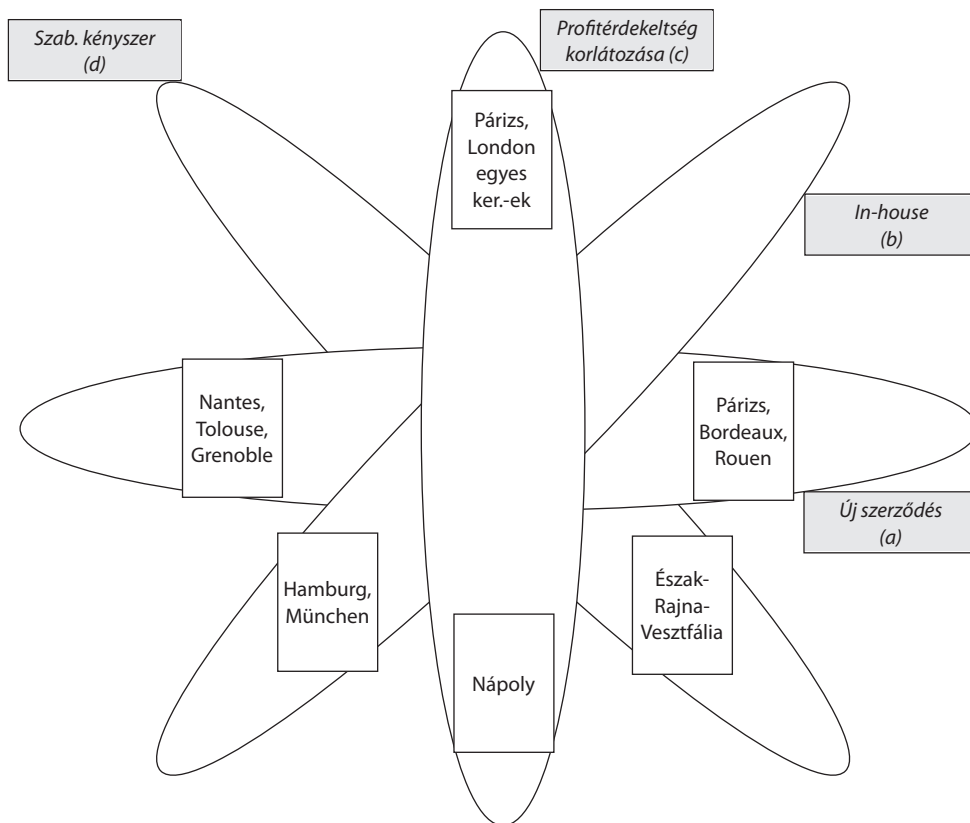 Szab. kényszer
(d)
Profitérdekeltség
korlátozása (c)
Párizs,
London
egyes
ker.-ek
In-house
(b)
Nantes,
Tolouse,
Grenoble
Párizs,
Bordeaux,
Rouen
Új szerződés
(a)
Hamburg,
München
Észak-
Rajna-
Vesztfália
Nápoly